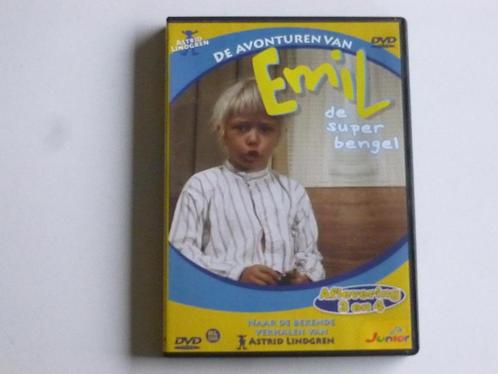 ASTRID
LINDGREN
DE AVONTUREN VAN
DVD
EMIL
de
super
bengel
Aflevering
3 en 4
NAAR DE BEKENDE
VERHALEN VAN
ASTRID LINDGREN
DVD
Junior